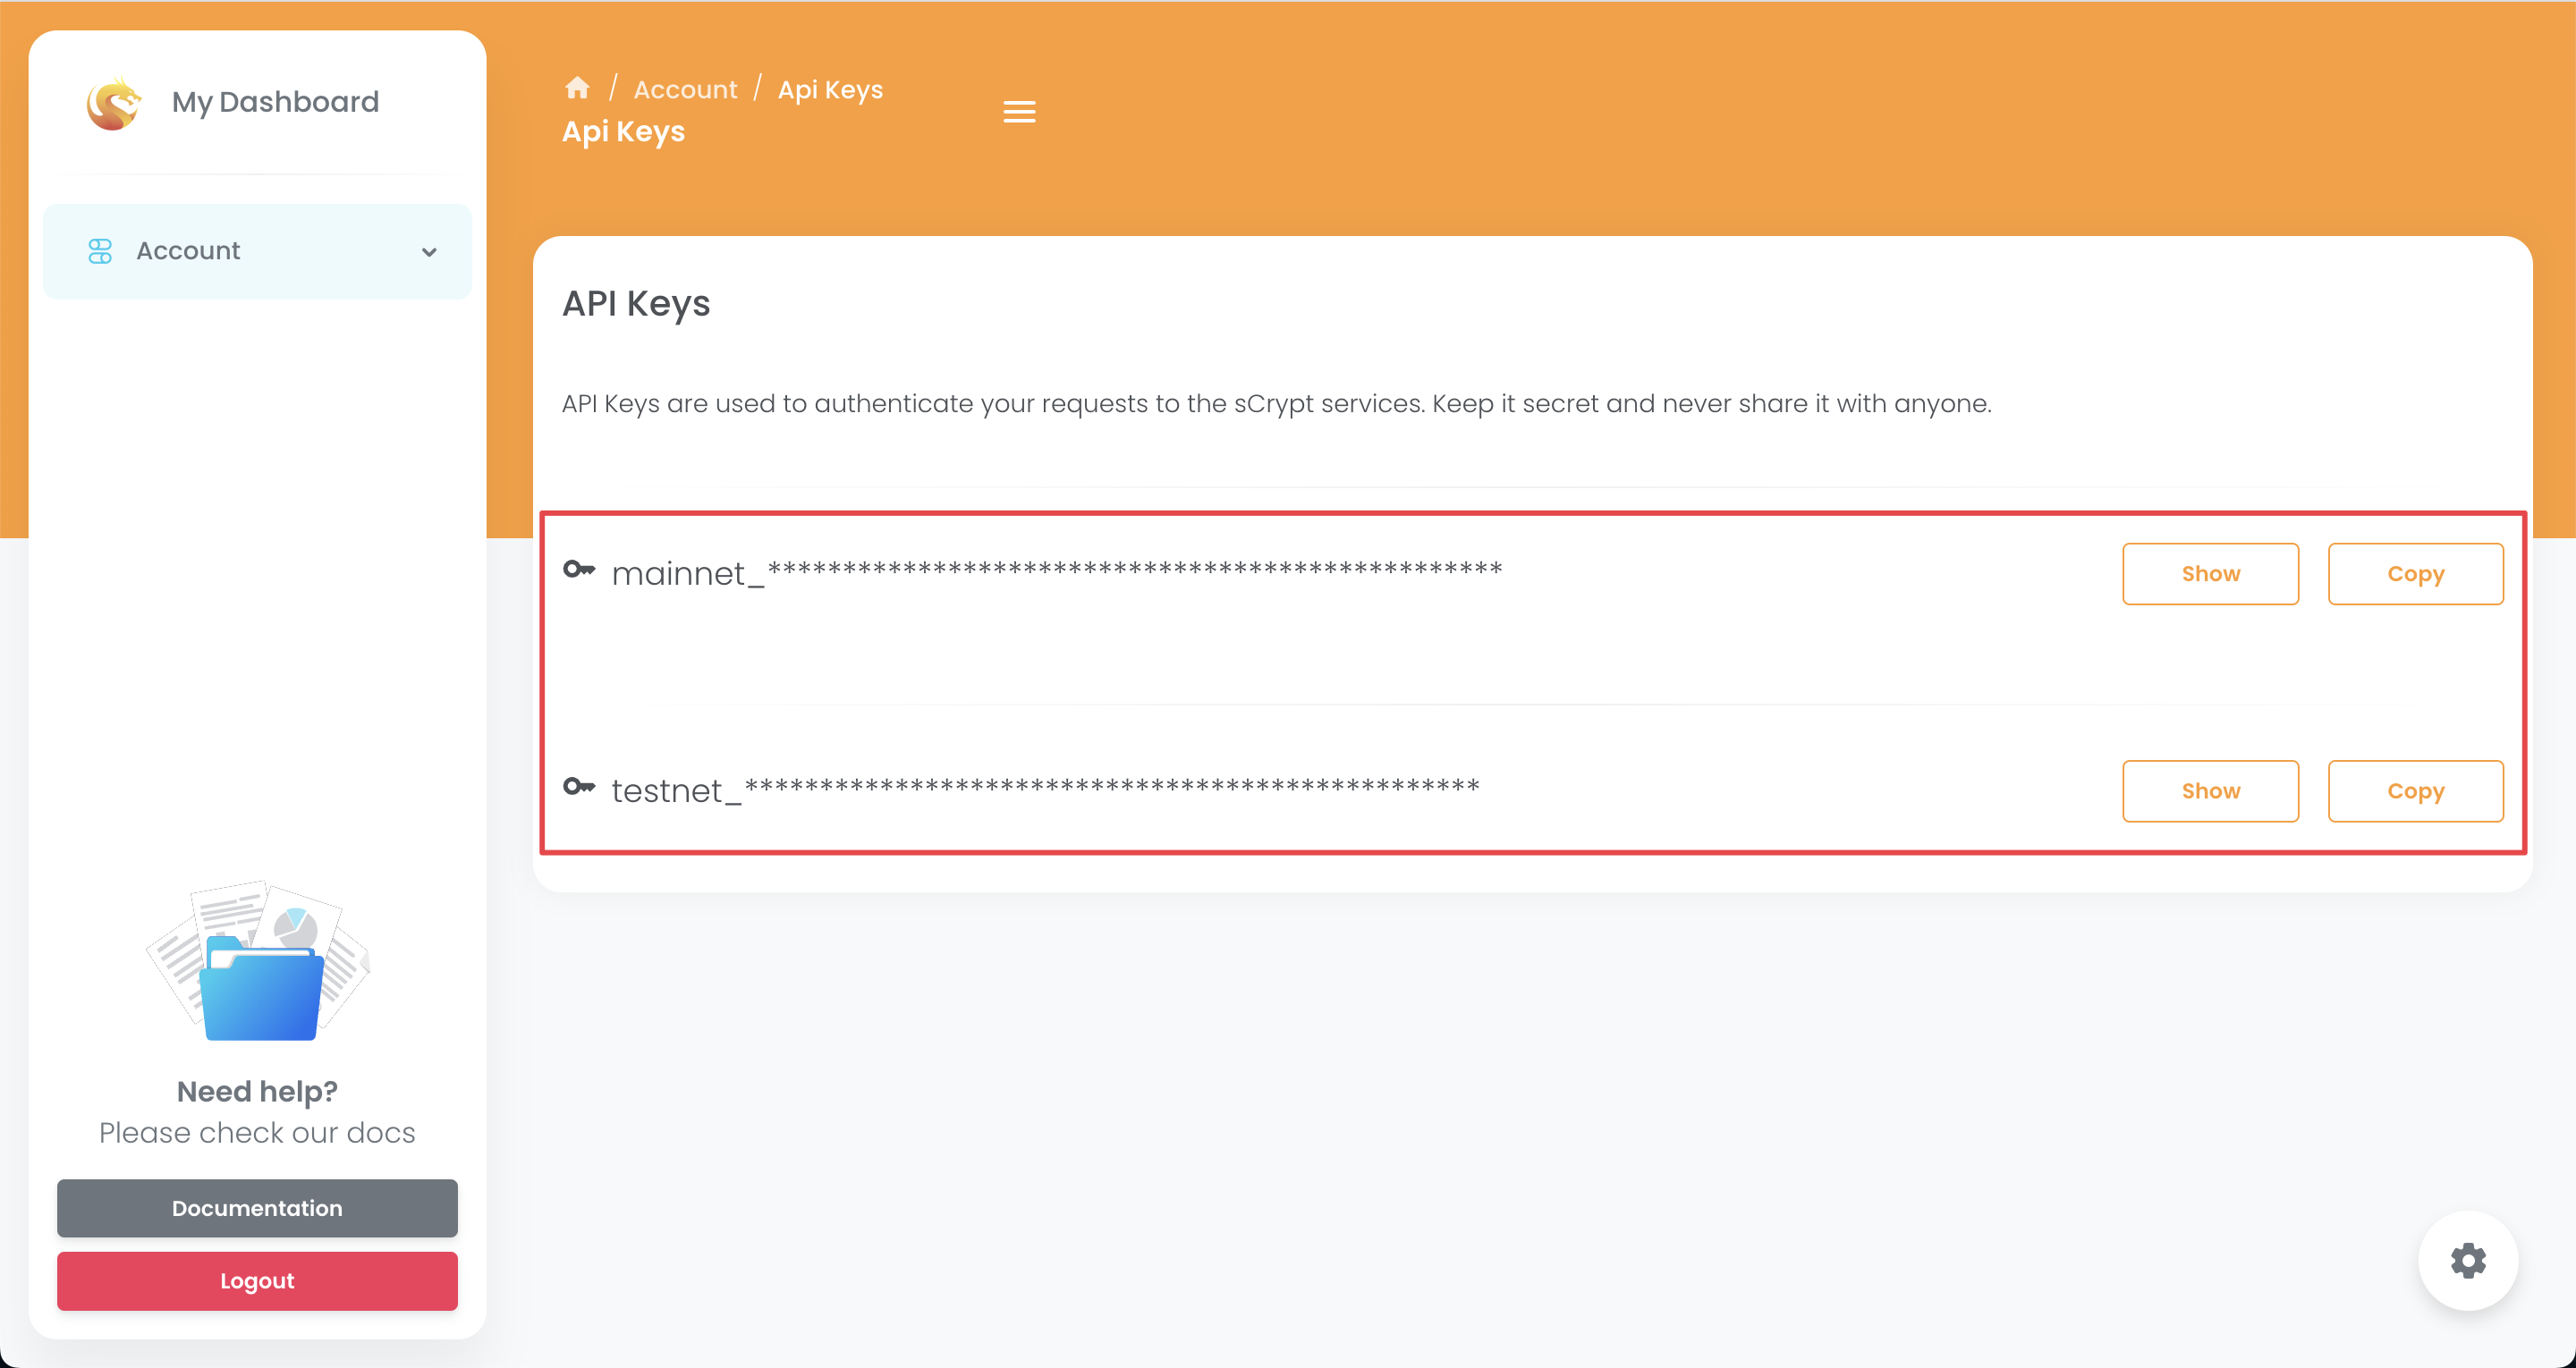 My Dashboard
Account
Need help?
Please check our docs
Documentation
Logout
/ Account / Api Keys
Api Keys
API Keys
API Keys are used to authenticate your requests to the sCrypt services. Keep it secret and never share it with anyone.
mainnet_************************************************* Show Copy
testnet_************************************************* Show Copy